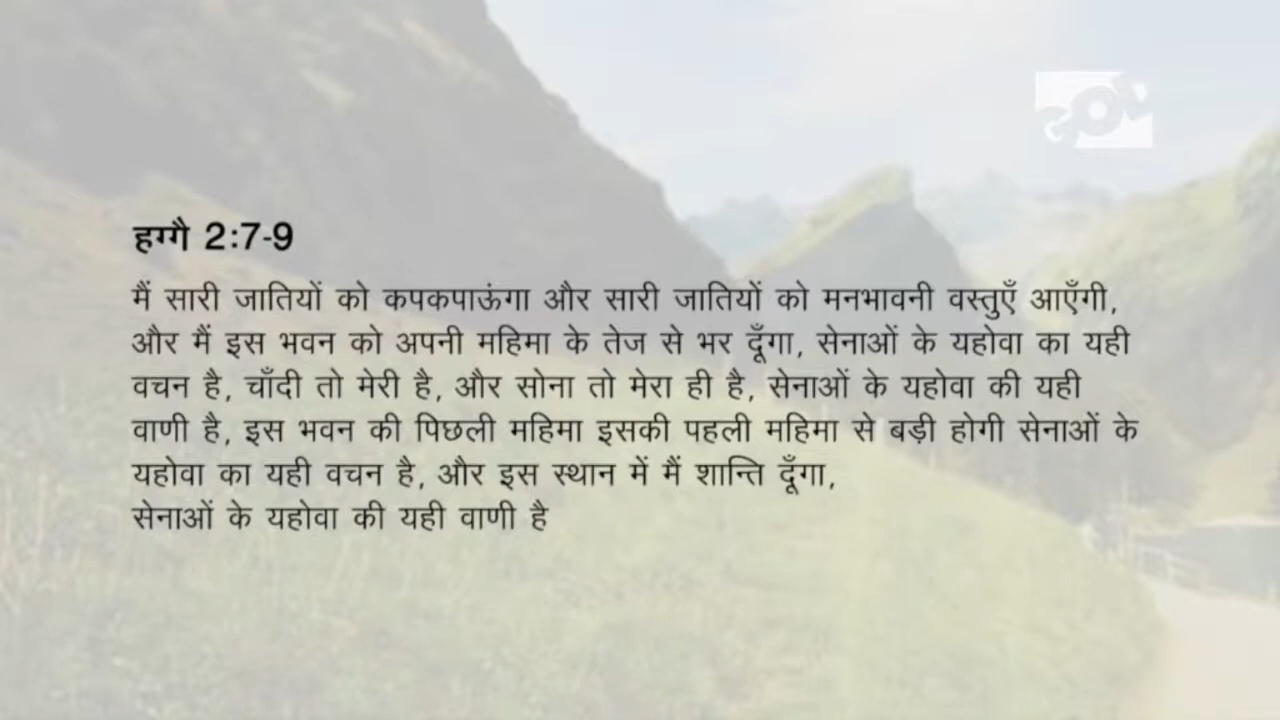 GOD
हग्गै 2:7-9
मैं सारी जातियों को कपकपाऊंगा और सारी जातियों को मनभावनी वस्तुएँ आएँगी,
और मैं इस भवन को अपनी महिमा के तेज से भर दूँगा, सेनाओं के यहोवा का यही
वचन है, चाँदी तो मेरी है, और सोना तो मेरा ही है, सेनाओं के यहोवा की यही
वाणी है, इस भवन की पिछली महिमा इसकी पहली महिमा से बड़ी होगी सेनाओं के
यहोवा का यही वचन है, और इस स्थान में मैं शान्ति दूँगा,
सेनाओं के यहोवा की यही वाणी है